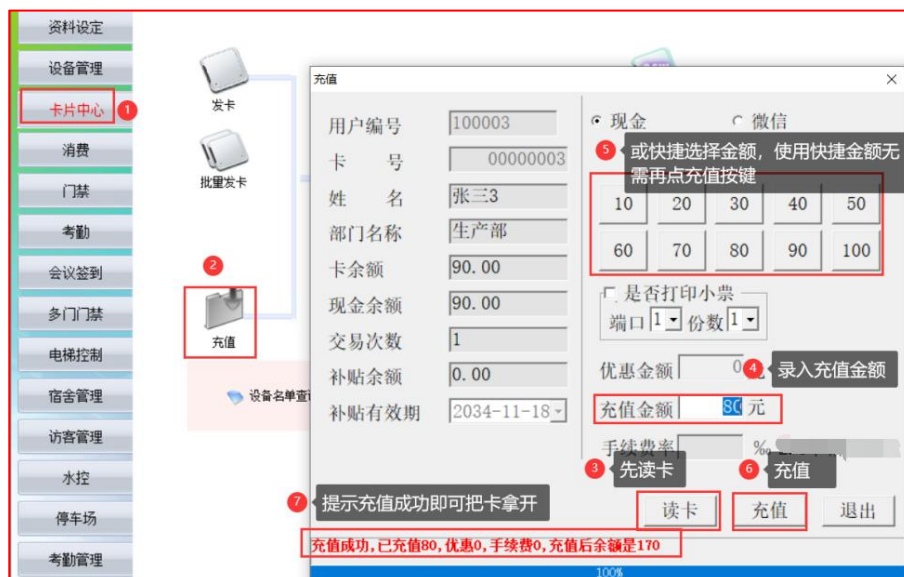 资料设定
设备管理
卡片中心
1
消费
门禁
考勤
会议签到
多门门禁
电梯控制
宿舍管理
访客管理
水控
停车场
考勤管理
发卡
批量发卡
2
充值
设备名单查
充值
用户编号 100003
卡 号 00000003
姓 名 张三3
部门名称 生产部
卡余额 90.00
现金余额 90.00
交易次数 1
补贴余额 0.00
补贴有效期 2034-11-18
现金 微信
5 或快捷选择金额，使用快捷金额无
需再点充值按键
10 20 30 40 50
60 70 80 90 100
是否打印小票
端口 1 份数 1
优惠金额 0
4 录入充值金额
充值金额 80 元
手续费率 ‰
3 先读卡
6 充值
7 提示充值成功即可把卡拿开
读卡 充值 退出
充值成功,已充值80,优惠0,手续费0,充值后余额是170
100%